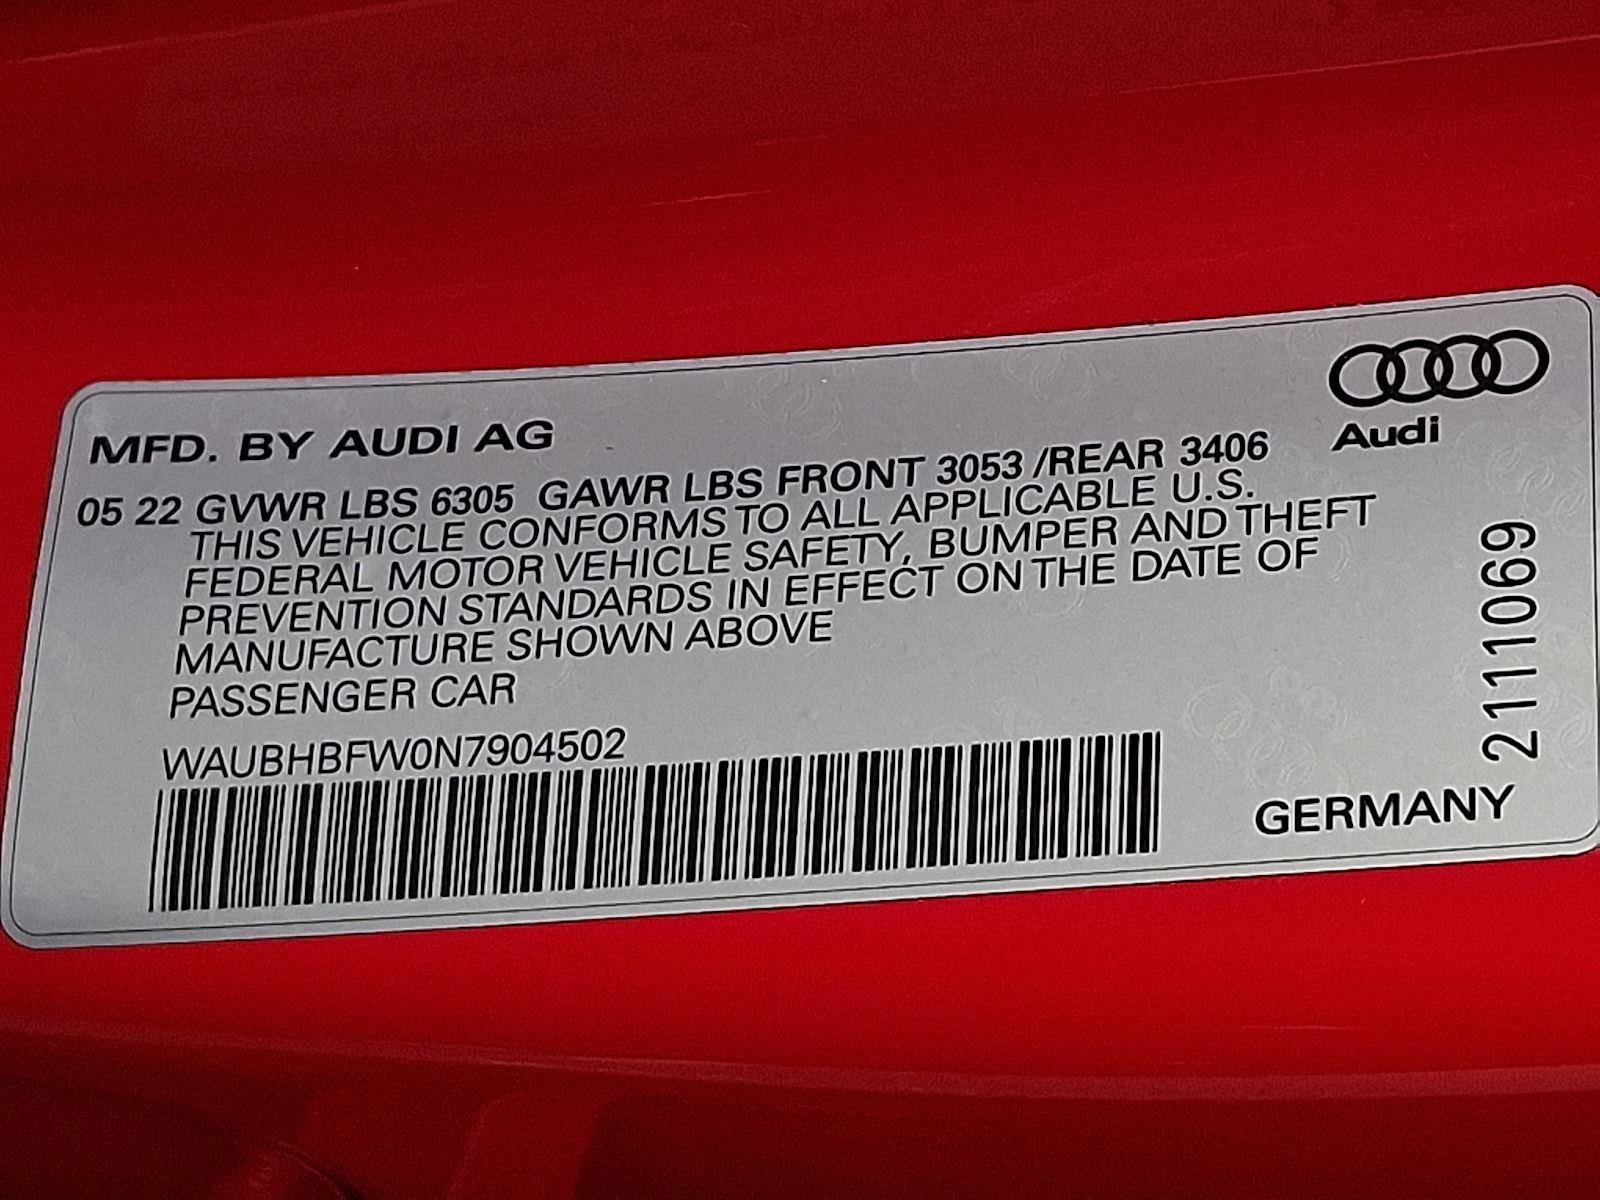 MFD. BY AUDI AG
Audi
05 22 GVWR LBS 6305 GAWR LBS FRONT 3053 /REAR 3406
THIS VEHICLE CONFORMS TO ALL APPLICABLE U.S.
FEDERAL MOTOR VEHICLE SAFETY, BUMPER AND THEFT
PREVENTION STANDARDS IN EFFECT ON THE DATE OF
MANUFACTURE SHOWN ABOVE
PASSENGER CAR
WAUBHBFW0N7904502
2111069
GERMANY